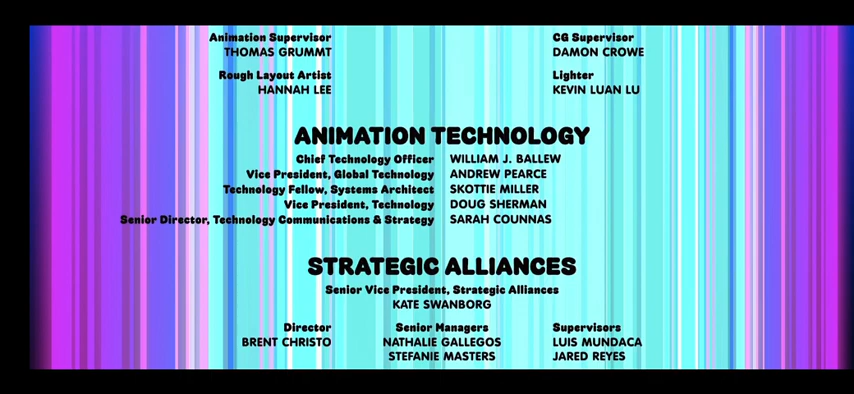 Animation Supervisor CG Supervisor
THOMAS GRUMMT DAMON CROWE
Rough Layout Artist Lighter
HANNAH LEE KEVIN LUAN LU
ANIMATION TECHNOLOGY
Chief Technology Officer WILLIAM J. BALLEW
Vice President, Global Technology ANDREW PEARCE
Technology Fellow, Systems Architect SKOTTIE MILLER
Vice President, Technology DOUG SHERMAN
Senior Director, Technology Communications & Strategy SARAH COUNNAS
STRATEGIC ALLIANCES
Senior Vice President, Strategic Alliances
KATE SWANBORG
Director Senior Managers Supervisors
BRENT CHRISTO NATHALIE GALLEGOS LUIS MUNDACA
STEFANIE MASTERS JARED REYES